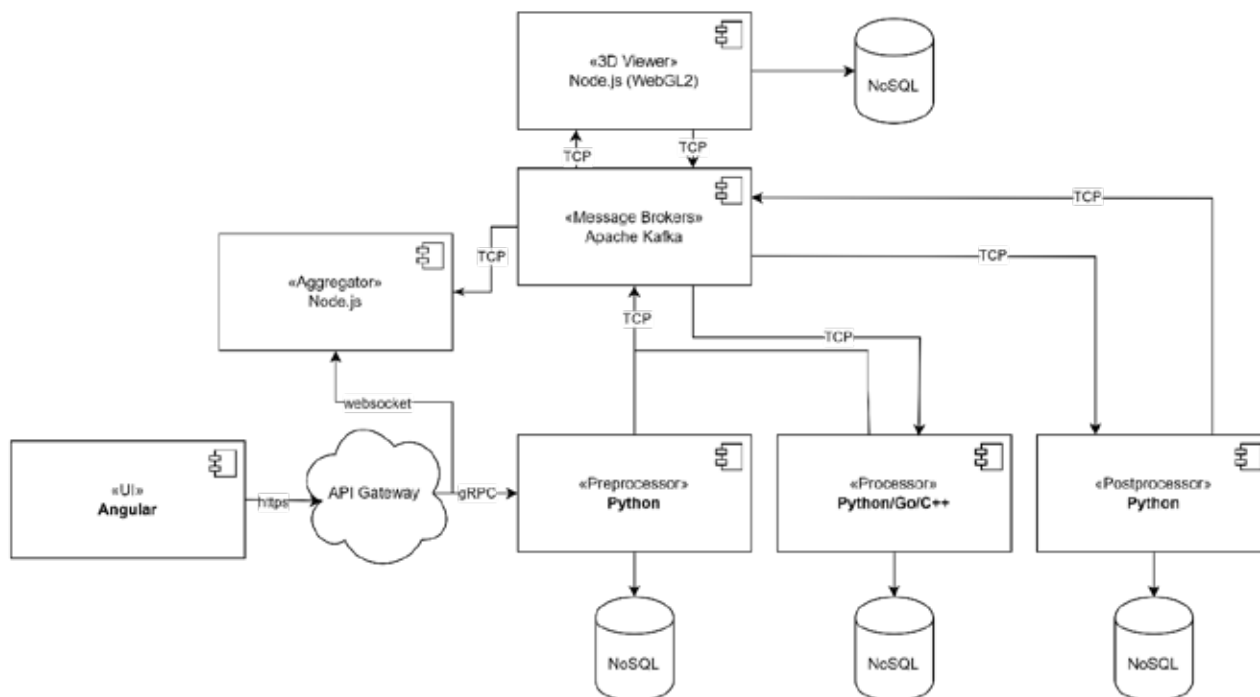 «3D Viewer»
Node.js (WebGL2)
NoSQL
TCP
TCP
«Message Brokers»
Apache Kafka
TCP
TCP
TCP
«Aggregator»
Node.js
TCP
TCP
websocket
«UI»
Angular
https
API Gateway
gRPC
«Preprocessor»
Python
«Processor»
Python/Go/C++
«Postprocessor»
Python
NoSQL
NoSQL
NoSQL